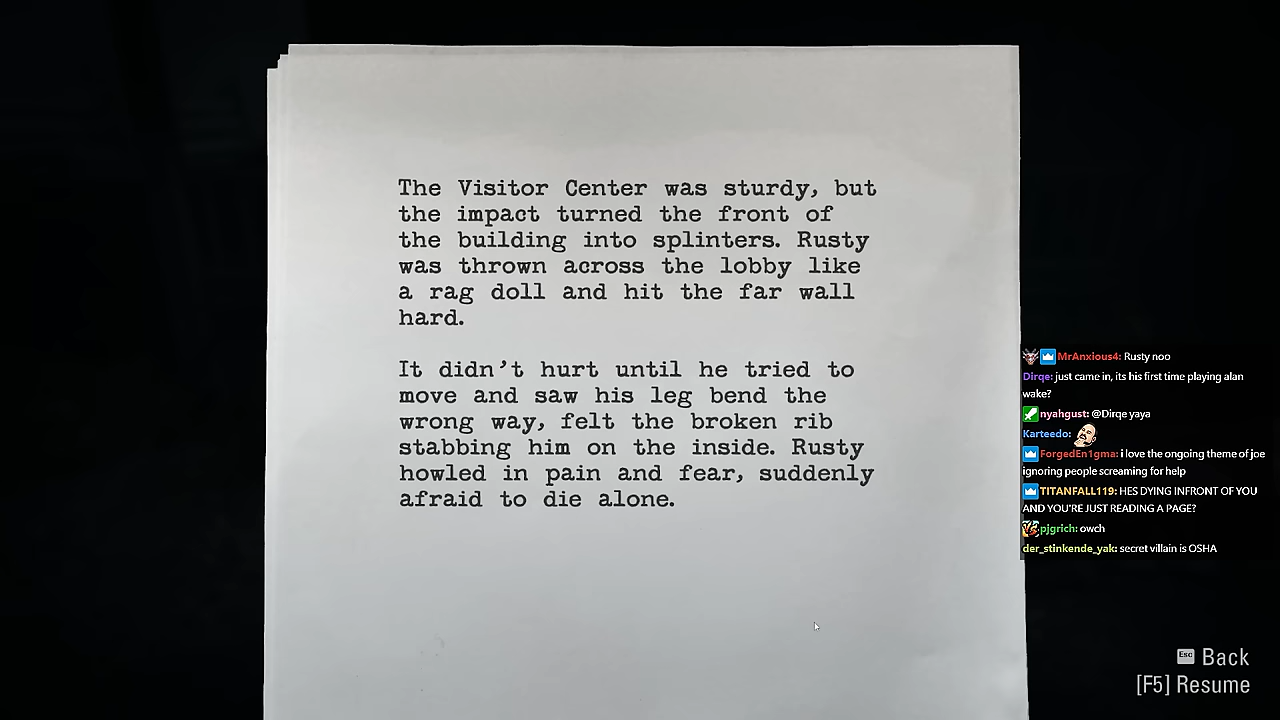 The Visitor Center was sturdy, but
the impact turned the front of
the building into splinters. Rusty
was thrown across the lobby like
a rag doll and hit the far wall
hard.
It didn't hurt until he tried to
move and saw his leg bend the
wrong way, felt the broken rib
stabbing him on the inside. Rusty
howled in pain and fear, suddenly
afraid to die alone.
MrAnxious4: Rusty noo
Dirqe: just came in, its his first time playing alan
wake?
nyahgust: @Dirqe yaya
Karteedo:
ForgedEn1gma: i love the ongoing theme of joe
ignoring people screaming for help
TITANFALL119: HES DYING INFRONT OF YOU
AND YOU'RE JUST READING A PAGE?
pjgrich: owch
der_stinkende_yak: secret villain is OSHA
Esc Back
[F5] Resume